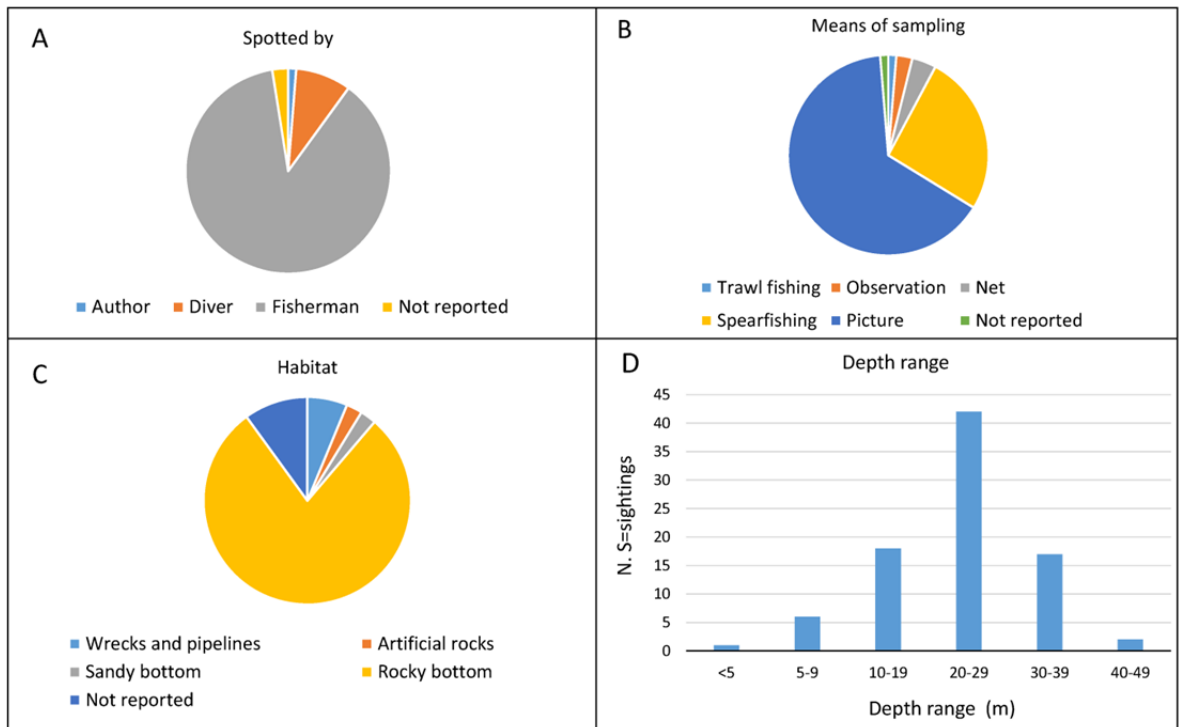 A
Spotted by
Author Diver Fisherman Not reported
B
Means of sampling
Trawl fishing Observation Net
Spearfishing Picture Not reported
C
Habitat
Wrecks and pipelines Artificial rocks
Sandy bottom Rocky bottom
Not reported
D
Depth range
45
40
35
30
25
20
15
10
5
0
N. S=sightings
<5 5-9 10-19 20-29 30-39 40-49
Depth range (m)